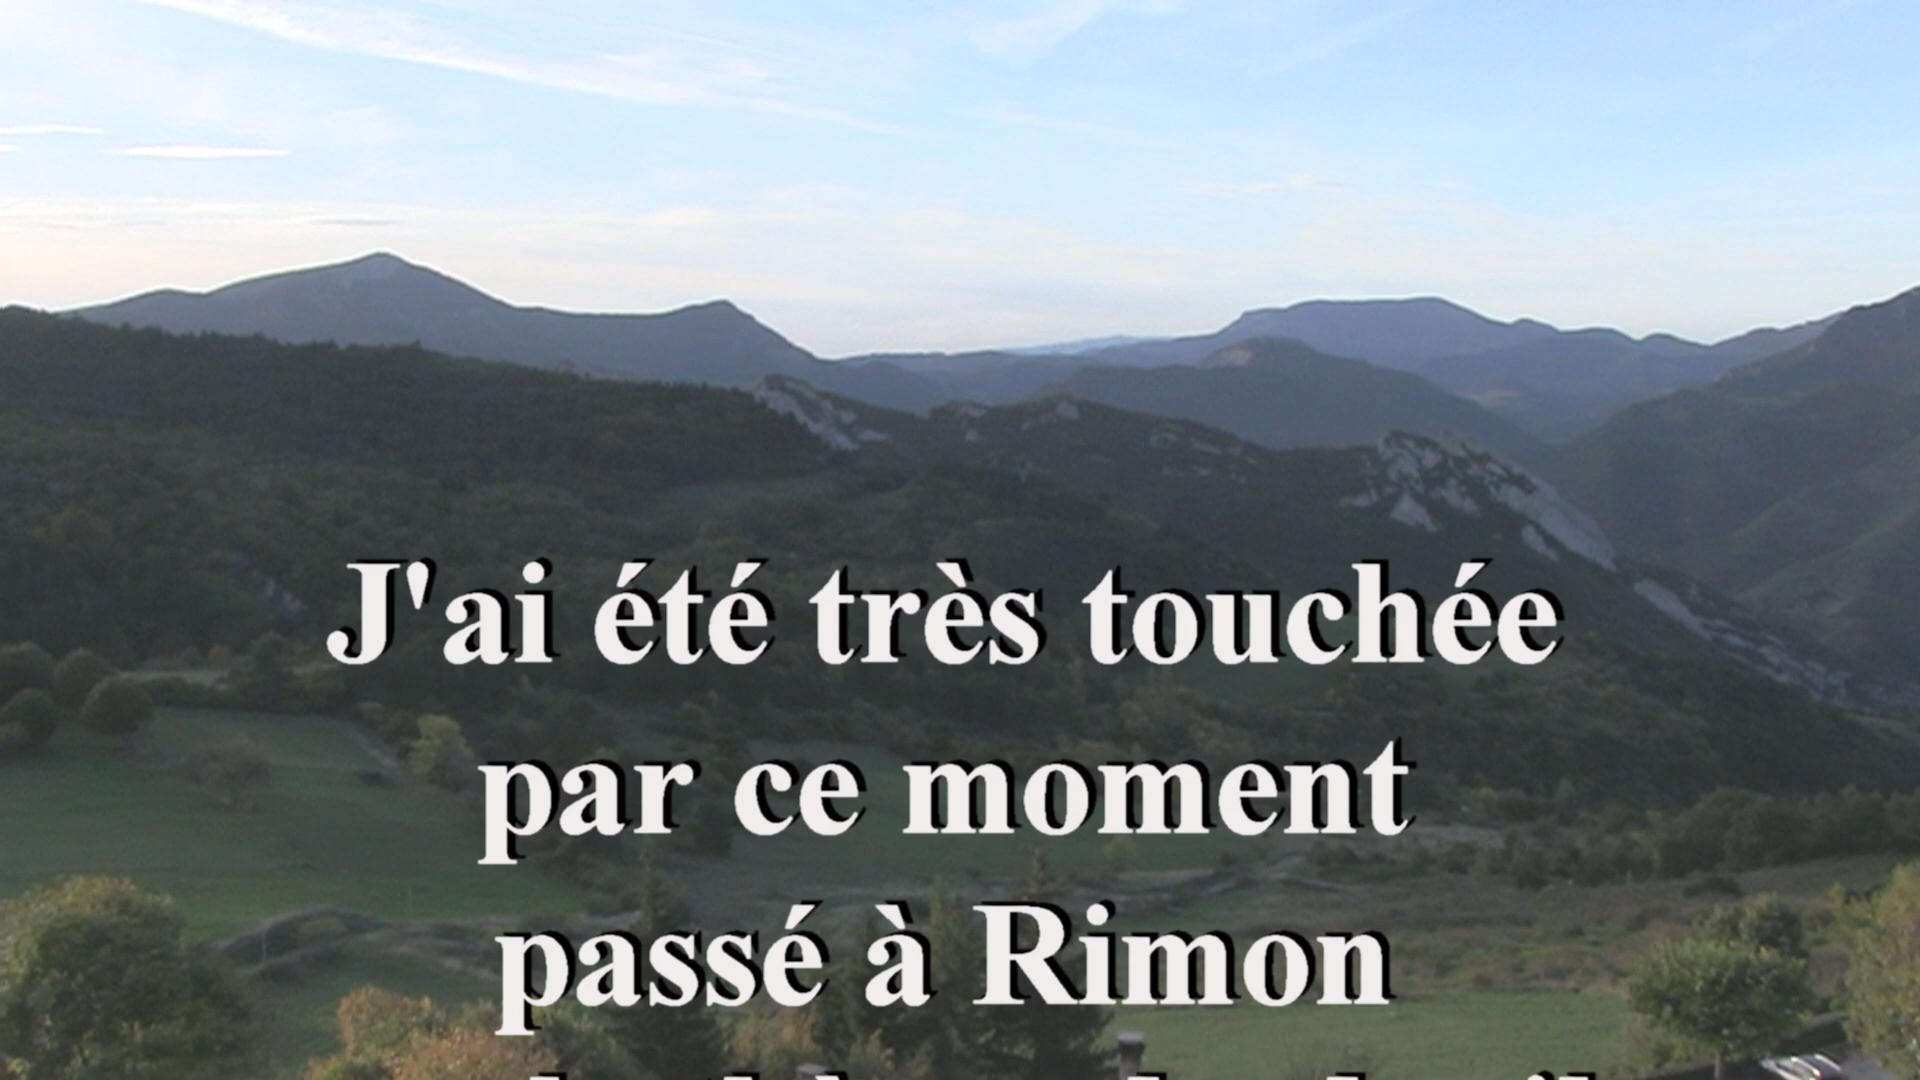 J'ai été très touchée
par ce moment
passé à Rimon